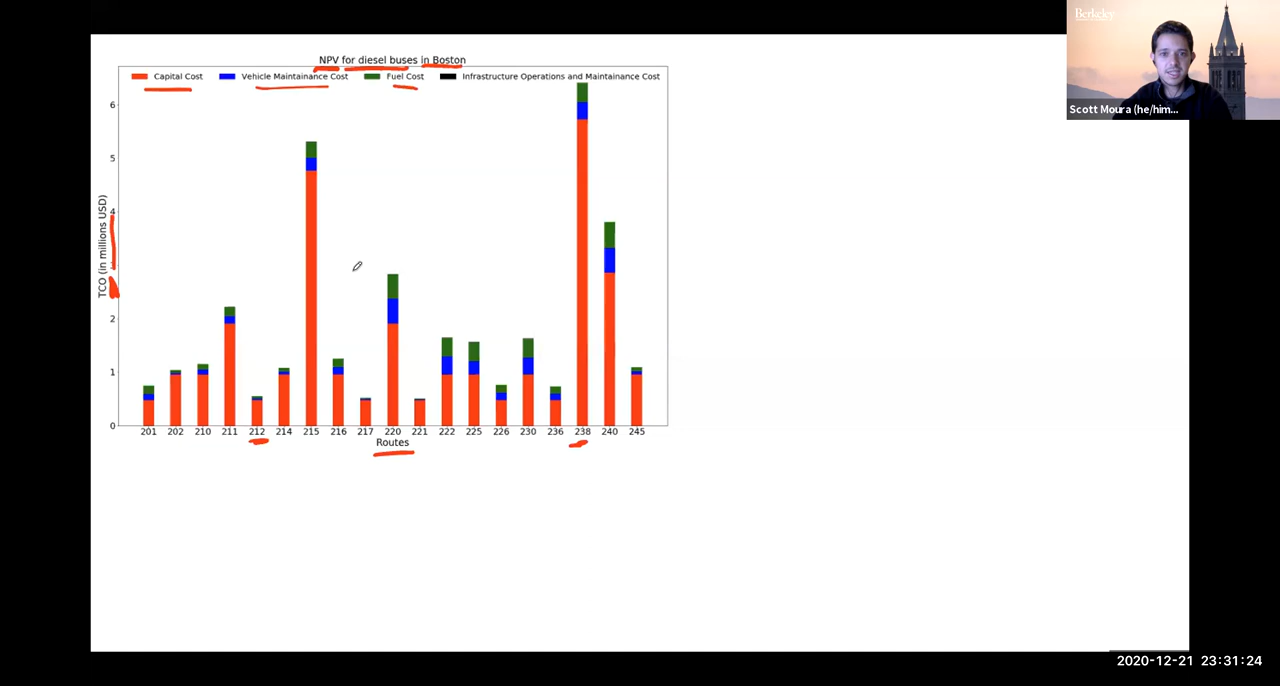 Berkeley
Scott Moura (he/him...
NPV for diesel buses in Boston
Capital Cost Vehicle Maintainance Cost Fuel Cost Infrastructure Operations and Maintainance Cost
TCO (in millions USD)
6
5
4
2
1
0
201 202 210 211 212 214 215 216 217 220 221 222 225 226 230 236 238 240 245
Routes
2020-12-21 23:31:24